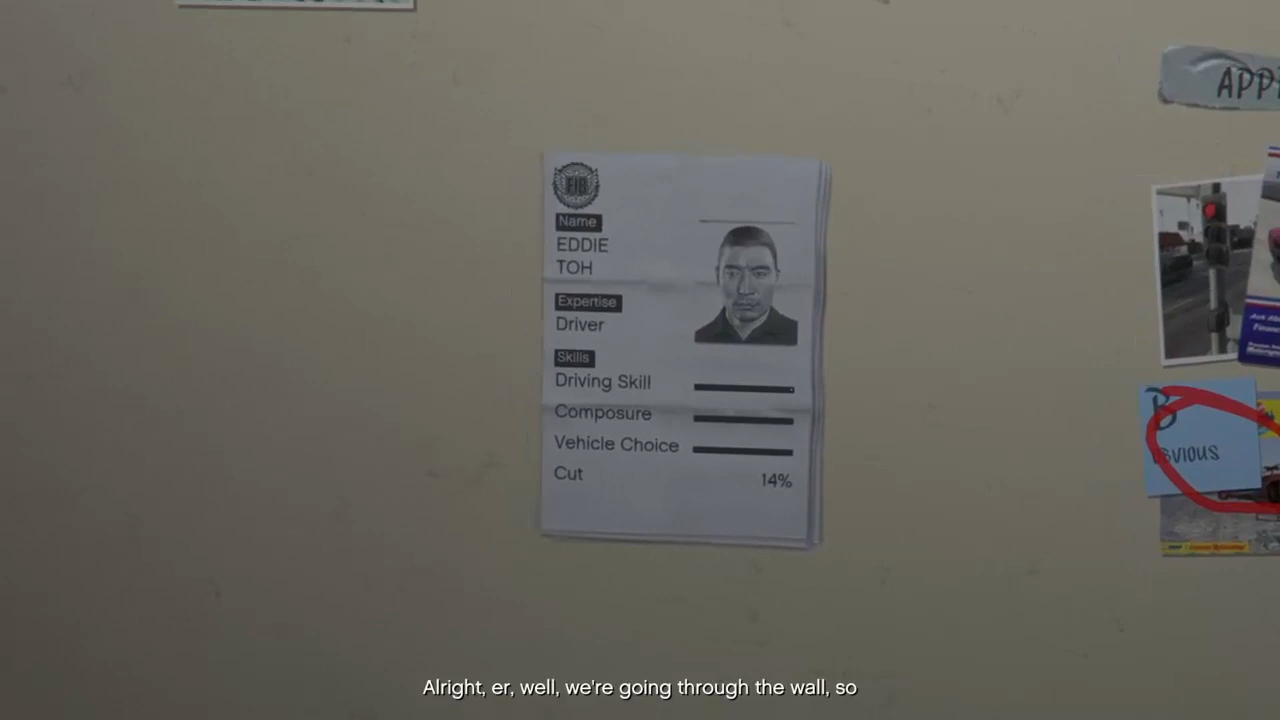 FIB
Name
EDDIE
TOH
Expertise
Driver
Skills
Driving Skill
Composure
Vehicle Choice
Cut 14%
APP
B
OBVIOUS
Alright, er, well, we're going through the wall, so